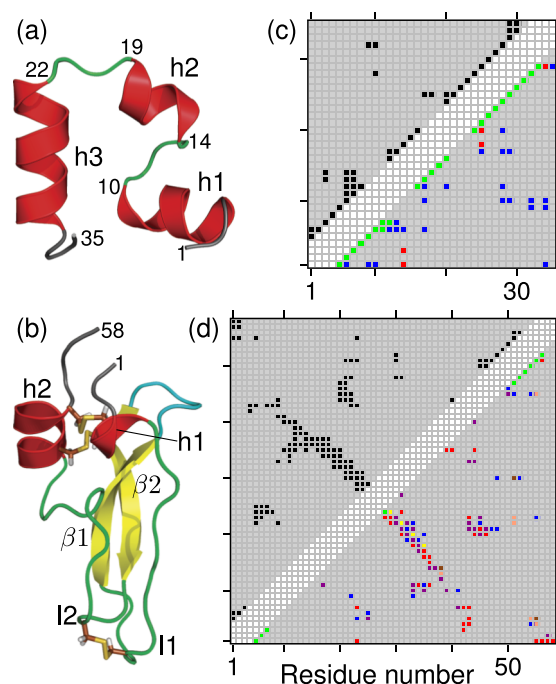 (a)
19
h2
22
14
h3
10
h1
35
1
(c)
1
30
(b)
58
1
h2
h1
β2
β1
l2
l1
(d)
1
Residue number
50